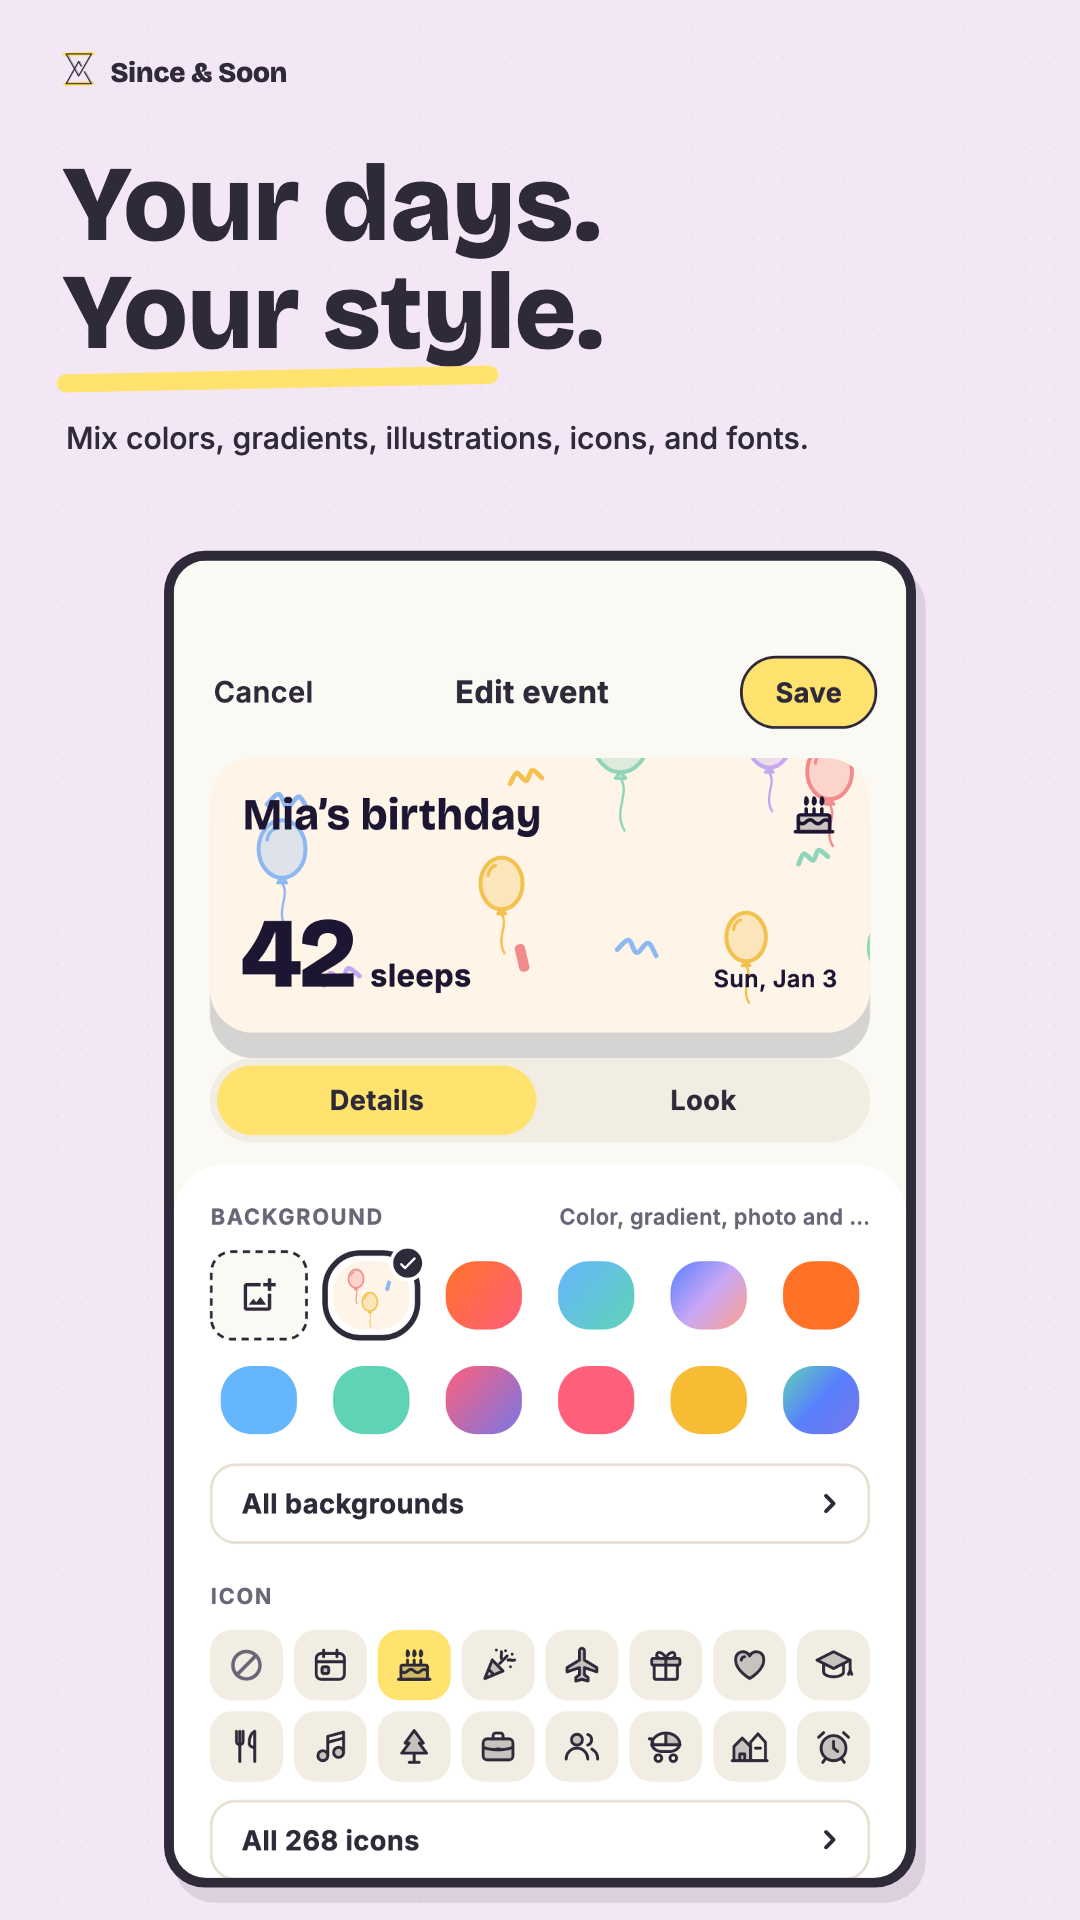 Since & Soon
Your days.
Your style.
Mix colors, gradients, illustrations, icons, and fonts.
Cancel
Edit event
Save
Mia’s birthday
42 sleeps
Sun, Jan 3
Details
Look
BACKGROUND
Color, gradient, photo and ...
All backgrounds
ICON
All 268 icons